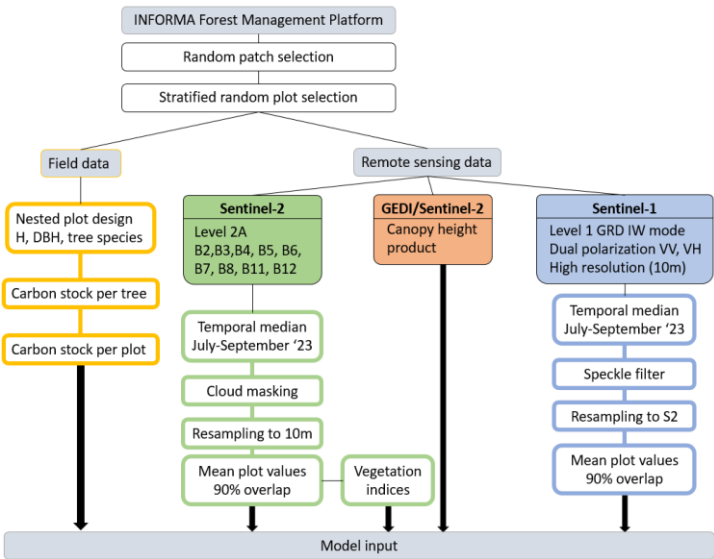 INFORMA Forest Management Platform
Random patch selection
Stratified random plot selection
Field data
Remote sensing data
Nested plot design
H, DBH, tree species
Carbon stock per tree
Carbon stock per plot
Sentinel-2
Level 2A
B2,B3,B4, B5, B6,
B7, B8, B11, B12
Temporal median
July-September ‘23
Cloud masking
Resampling to 10m
Mean plot values
90% overlap
Vegetation
indices
GEDI/Sentinel-2
Canopy height
product
Sentinel-1
Level 1 GRD IW mode
Dual polarization VV, VH
High resolution (10m)
Temporal median
July-September ‘23
Speckle filter
Resampling to S2
Mean plot values
90% overlap
Model input